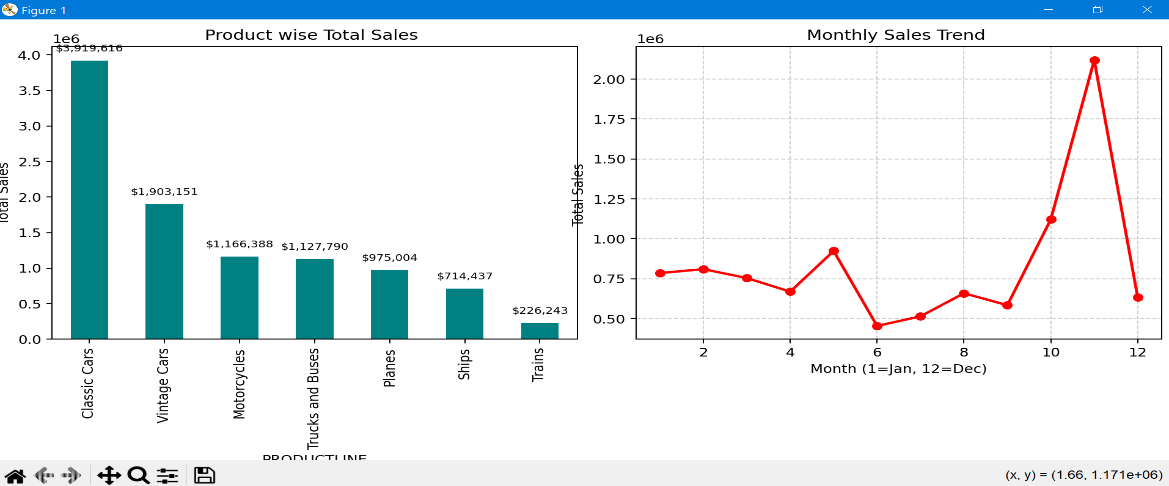 Figure 1
Product wise Total Sales
1e6
$3,919,616
4.0
3.5
3.0
2.5
2.0
1.5
1.0
0.5
0.0
Total Sales
$1,903,151
$1,166,388
$1,127,790
$975,004
$714,437
$226,243
Classic Cars
Vintage Cars
Motorcycles
Trucks and Buses
Planes
Ships
Trains
PRODUCTLINE
Monthly Sales Trend
1e6
2.00
1.75
1.50
1.25
1.00
0.75
0.50
Total Sales
2 4 6 8 10 12
Month (1=Jan, 12=Dec)
(x, y) = (1.66, 1.171e+06)